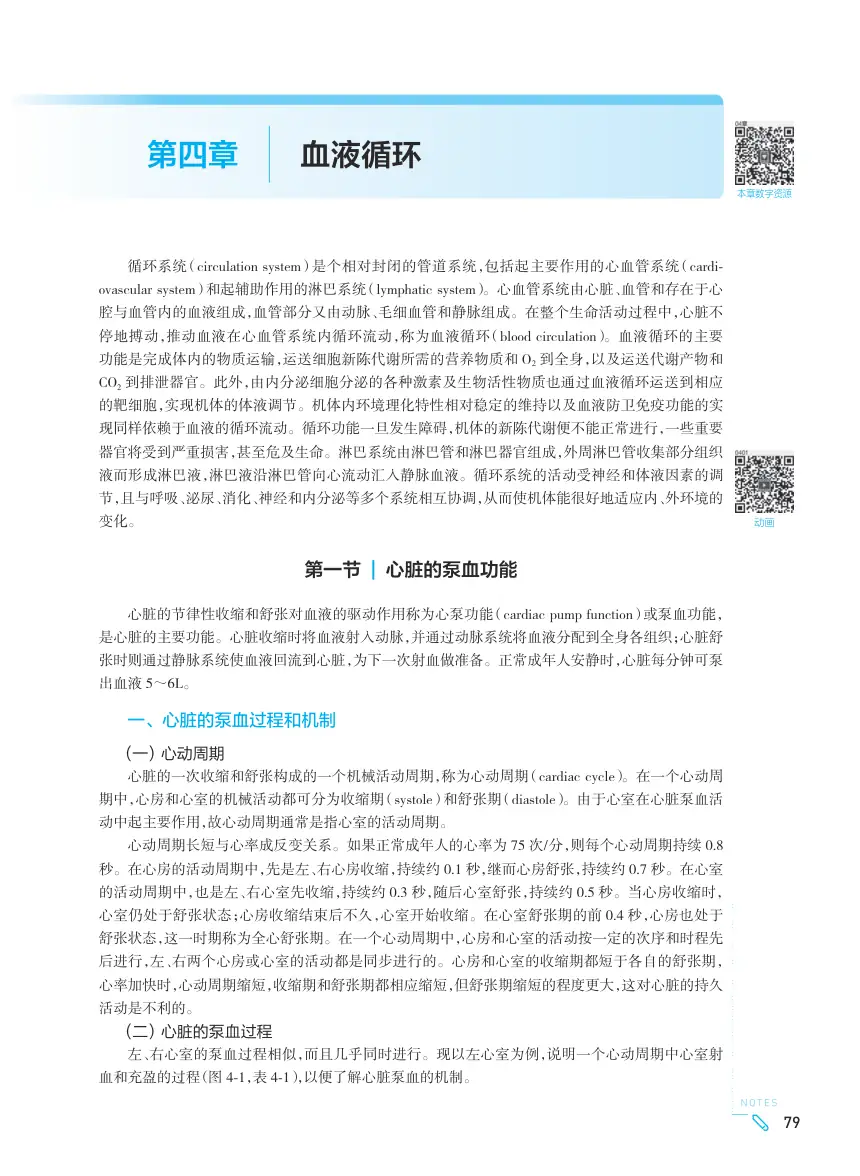 第四章 血液循环
04章
本章数字资源
循环系统（circulation system）是个相对封闭的管道系统，包括起主要作用的心血管系统（cardi-
ovascular system）和起辅助作用的淋巴系统（lymphatic system）。心血管系统由心脏、血管和存在于心
腔与血管内的血液组成，血管部分又由动脉、毛细血管和静脉组成。在整个生命活动过程中，心脏不
停地搏动，推动血液在心血管系统内循环流动，称为血液循环（blood circulation）。血液循环的主要
功能是完成体内的物质运输，运送细胞新陈代谢所需的营养物质和 O₂ 到全身，以及运送代谢产物和
CO₂ 到排泄器官。此外，由内分泌细胞分泌的各种激素及生物活性物质也通过血液循环运送到相应
的靶细胞，实现机体的体液调节。机体内环境理化特性相对稳定的维持以及血液防卫免疫功能的实
现同样依赖于血液的循环流动。循环功能一旦发生障碍，机体的新陈代谢便不能正常进行，一些重要
器官将受到严重损害，甚至危及生命。淋巴系统由淋巴管和淋巴器官组成，外周淋巴管收集部分组织
液而形成淋巴液，淋巴液沿淋巴管向心流动汇入静脉血液。循环系统的活动受神经和体液因素的调
节，且与呼吸、泌尿、消化、神经和内分泌等多个系统相互协调，从而使机体能很好地适应内、外环境的
变化。
0401
动画
第一节 | 心脏的泵血功能
心脏的节律性收缩和舒张对血液的驱动作用称为心泵功能（cardiac pump function）或泵血功能，
是心脏的主要功能。心脏收缩时将血液射入动脉，并通过动脉系统将血液分配到全身各组织；心脏舒
张时则通过静脉系统使血液回流到心脏，为下一次射血做准备。正常成年人安静时，心脏每分钟可泵
出血液 5～6L。
一、心脏的泵血过程和机制
（一）心动周期
心脏的一次收缩和舒张构成的一个机械活动周期，称为心动周期（cardiac cycle）。在一个心动周
期中，心房和心室的机械活动都可分为收缩期（systole）和舒张期（diastole）。由于心室在心脏泵血活
动中起主要作用，故心动周期通常是指心室的活动周期。
心动周期长短与心率成反变关系。如果正常成年人的心率为 75 次/分，则每个心动周期持续 0.8
秒。在心房的活动周期中，先是左、右心房收缩，持续约 0.1 秒，继而心房舒张，持续约 0.7 秒。在心室
的活动周期中，也是左、右心室先收缩，持续约 0.3 秒，随后心室舒张，持续约 0.5 秒。当心房收缩时，
心室仍处于舒张状态；心房收缩结束后不久，心室开始收缩。在心室舒张期的前 0.4 秒，心房也处于
舒张状态，这一时期称为全心舒张期。在一个心动周期中，心房和心室的活动按一定的次序和时程先
后进行，左、右两个心房或心室的活动都是同步进行的。心房和心室的收缩期都短于各自的舒张期，
心率加快时，心动周期缩短，收缩期和舒张期都相应缩短，但舒张期缩短的程度更大，这对心脏的持久
活动是不利的。
（二）心脏的泵血过程
左、右心室的泵血过程相似，而且几乎同时进行。现以左心室为例，说明一个心动周期中心室射
血和充盈的过程（图 4-1，表 4-1），以便了解心脏泵血的机制。
NOTES
79